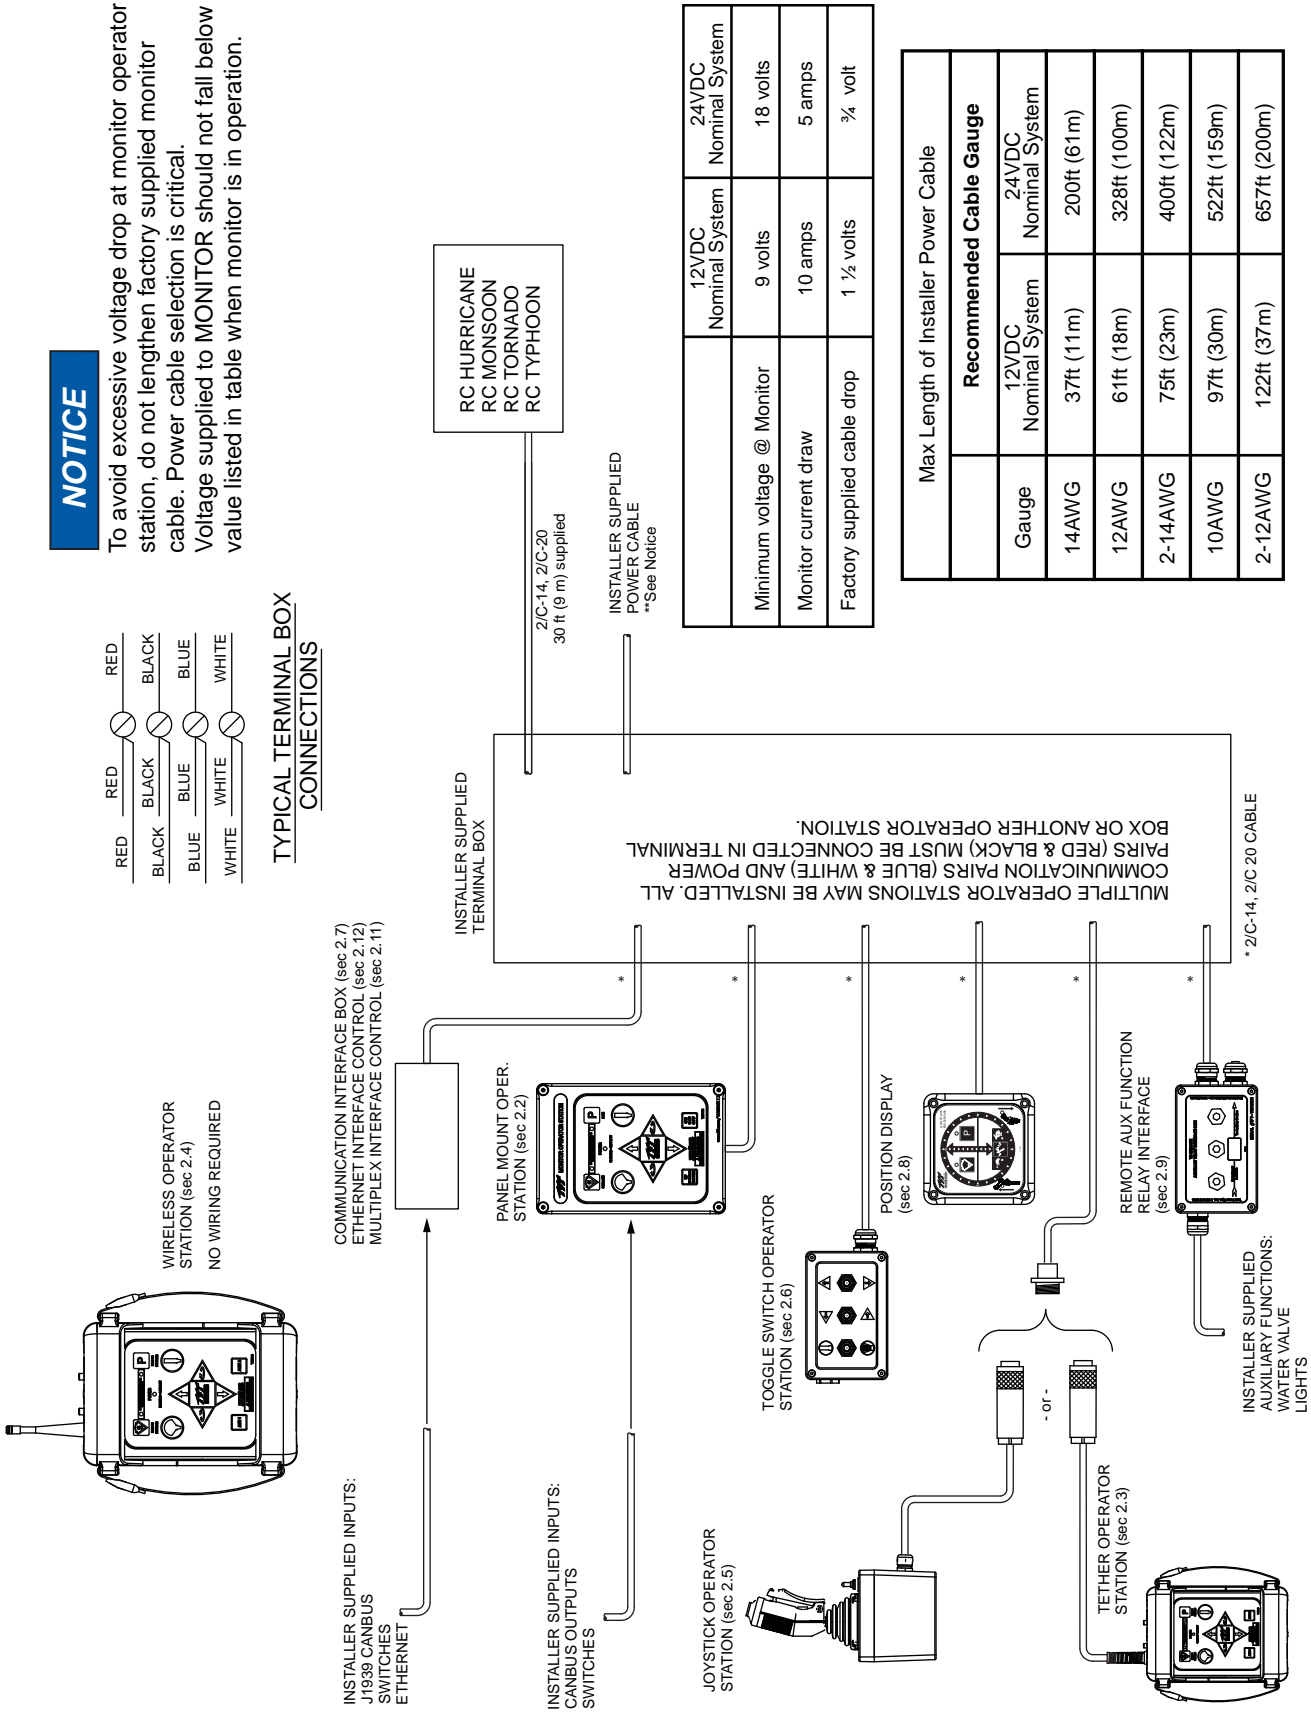 WIRELESS OPERATOR
STATION (sec 2.4)
NO WIRING REQUIRED
RED
RED
RED
BLACK
BLACK
BLACK
BLUE
BLUE
BLUE
WHITE
WHITE
WHITE
TYPICAL TERMINAL BOX
CONNECTIONS
NOTICE
To avoid excessive voltage drop at monitor operator
station, do not lengthen factory supplied monitor
cable. Power cable selection is critical.
Voltage supplied to MONITOR should not fall below
value listed in table when monitor is in operation.
INSTALLER SUPPLIED INPUTS:
J1939 CANBUS
SWITCHES
ETHERNET
COMMUNICATION INTERFACE BOX (sec 2.7)
ETHERNET INTERFACE CONTROL (sec 2.12)
MULTIPLEX INTERFACE CONTROL (sec 2.11)
INSTALLER SUPPLIED
TERMINAL BOX
RC HURRICANE
RC MONSOON
RC TORNADO
RC TYPHOON
2/C-14, 2/C-20
30 ft (9 m) supplied
INSTALLER SUPPLIED
POWER CABLE
**See Notice
INSTALLER SUPPLIED INPUTS:
CANBUS OUTPUTS
SWITCHES
PANEL MOUNT OPER.
STATION (sec 2.2)
MONITOR OPERATOR STATION
P
*
*
*
*
*
*
MULTIPLE OPERATOR STATIONS MAY BE INSTALLED. ALL
COMMUNICATION PAIRS (BLUE & WHITE) AND POWER
PAIRS (RED & BLACK) MUST BE CONNECTED IN TERMINAL
BOX OR ANOTHER OPERATOR STATION.
* 2/C-14, 2/C 20 CABLE
TOGGLE SWITCH OPERATOR
STATION (sec 2.6)
POSITION DISPLAY
(sec 2.8)
JOYSTICK OPERATOR
STATION (sec 2.5)
- or -
TETHER OPERATOR
STATION (sec 2.3)
REMOTE AUX FUNCTION
RELAY INTERFACE
(sec 2.9)
INSTALLER SUPPLIED
AUXILIARY FUNCTIONS:
WATER VALVE
LIGHTS
12VDC
Nominal System
24VDC
Nominal System
Minimum voltage @ Monitor
9 volts
18 volts
Monitor current draw
10 amps
5 amps
Factory supplied cable drop
1 ½ volts
¾ volt
Max Length of Installer Power Cable
Recommended Cable Gauge
Gauge
12VDC
Nominal System
24VDC
Nominal System
14AWG
37ft (11m)
200ft (61m)
12AWG
61ft (18m)
328ft (100m)
2-14AWG
75ft (23m)
400ft (122m)
10AWG
97ft (30m)
522ft (159m)
2-12AWG
122ft (37m)
657ft (200m)